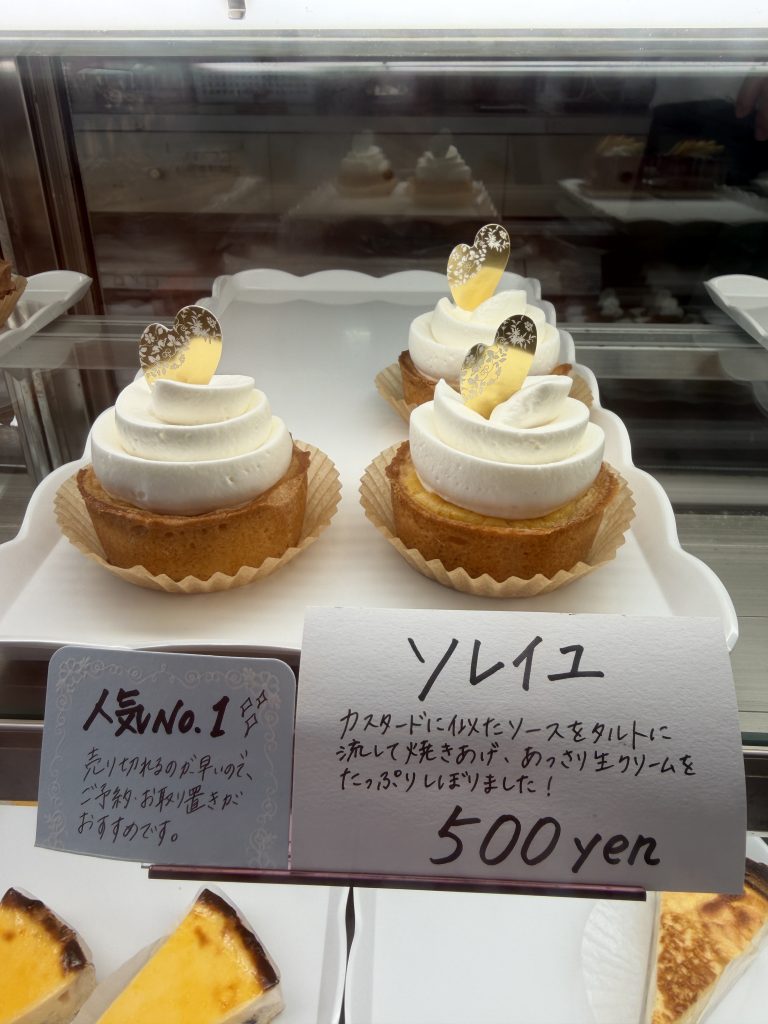 人気No.1
売り切れるのが早いので、
ご予約・お取り置きが
おすすめです。
ソレイユ
カスタードに似たソースをタルトに
流して焼きあげ、あっさり生クリームを
たっぷりしぼりました!
500yen